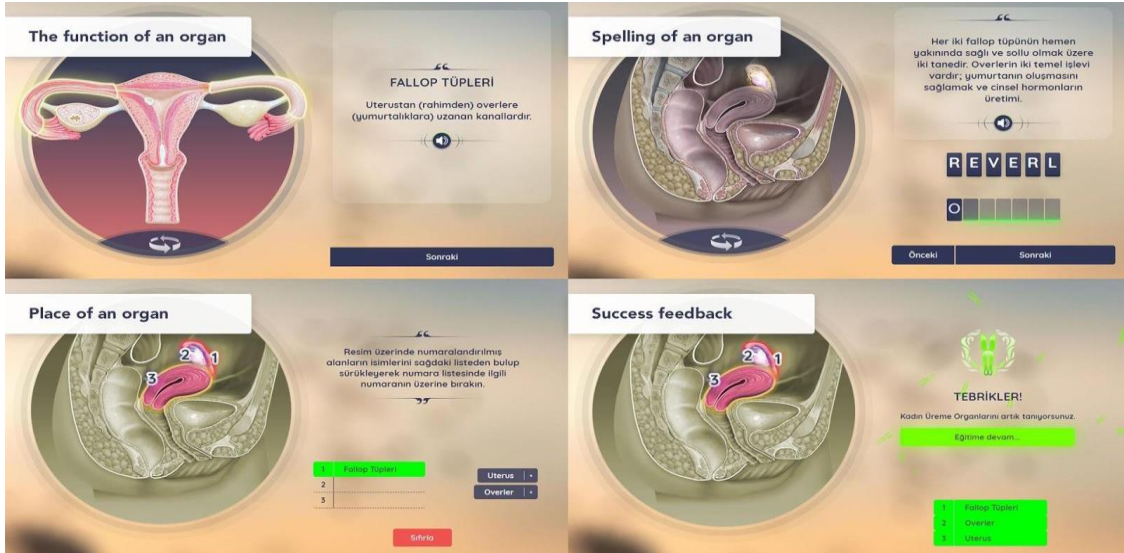 The function of an organ
FALLOP TÜPLERİ
Uterustan (rahimden) overlere
(yumurtalıklara) uzanan kanallardır.
Sonraki
Spelling of an organ
Her iki fallop tüpünün hemen
yakınında sağlı ve sollu olmak üzere
iki tanedir. Overlerin iki temel işlevi
vardır; yumurtanın oluşmasını
sağlamak ve cinsel hormonların
üretimi.
R E V E R L
O
Önceki
Sonraki
Place of an organ
2 1
3
Resim üzerinde numaralandırılmış
alanların isimlerini sağdaki listeden bulup
sürükleyerek numara listesinde ilgili
numaranın üzerine bırakın.
1 Fallop Tüpleri
2
3
Uterus
Overler
Sıfırla
Success feedback
2 1
3
TEBRİKLER!
Kadın Üreme Organlarını artık tanıyorsunuz.
Eğitime devam...
1 Fallop Tüpleri
2 Overler
3 Uterus